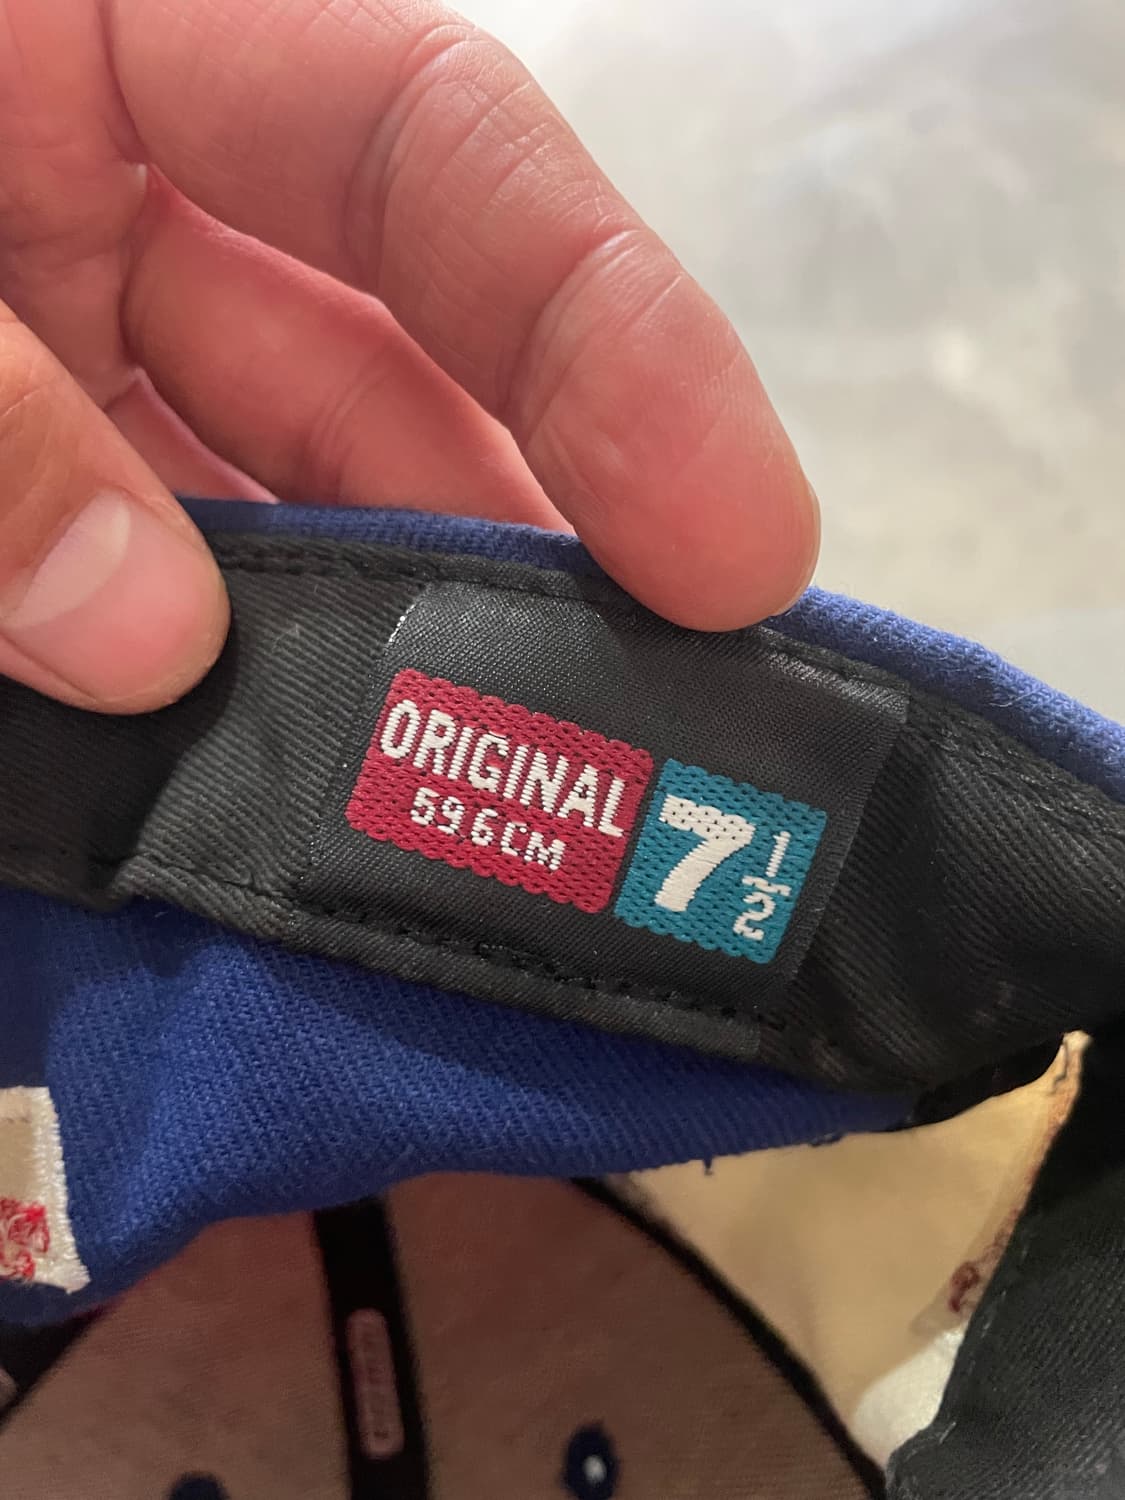 ORIGINAL
59.6CM
7 1/2